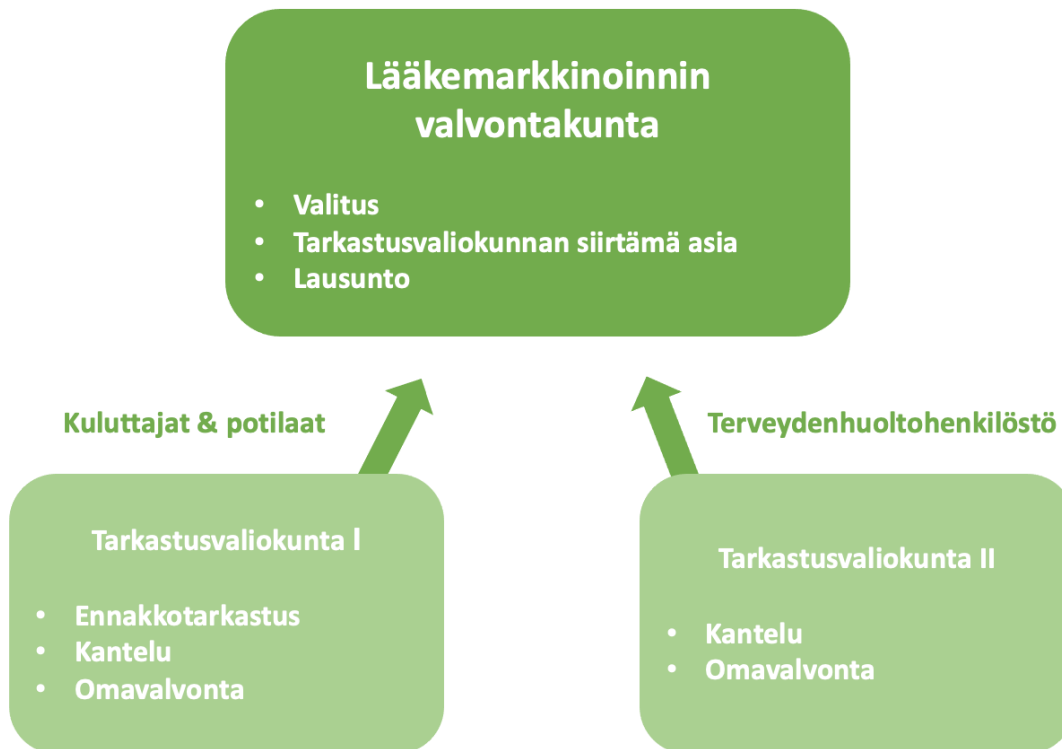 Lääkemarkkinoinnin
valvontakunta
• Valitus
• Tarkastusvaliokunnan siirtämä asia
• Lausunto
Kuluttajat & potilaat
Terveydenhuoltohenkilöstö
Tarkastusvaliokunta I
• Ennakkotarkastus
• Kantelu
• Omavalvonta
Tarkastusvaliokunta II
• Kantelu
• Omavalvonta